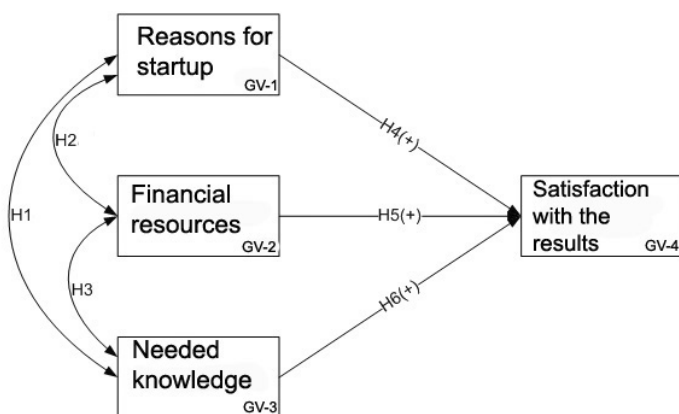 Reasons for
startup
GV-1
H4(+)
H2
Financial
resources
GV-2
H1
H5(+)
Satisfaction
with the
results
GV-4
H3
H6(+)
Needed
knowledge
GV-3